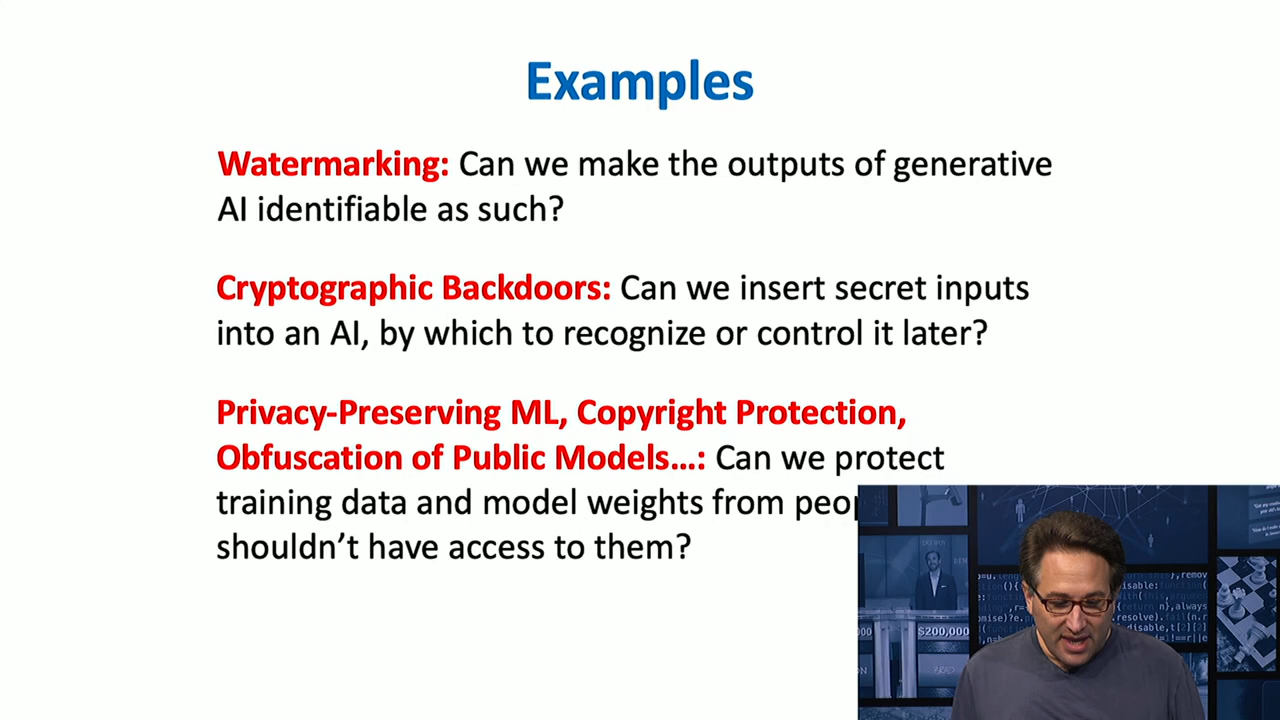 Examples
Watermarking: Can we make the outputs of generative
AI identifiable as such?
Cryptographic Backdoors: Can we insert secret inputs
into an AI, by which to recognize or control it later?
Privacy-Preserving ML, Copyright Protection,
Obfuscation of Public Models…: Can we protect
training data and model weights from
shouldn’t have access to them?
$200,000